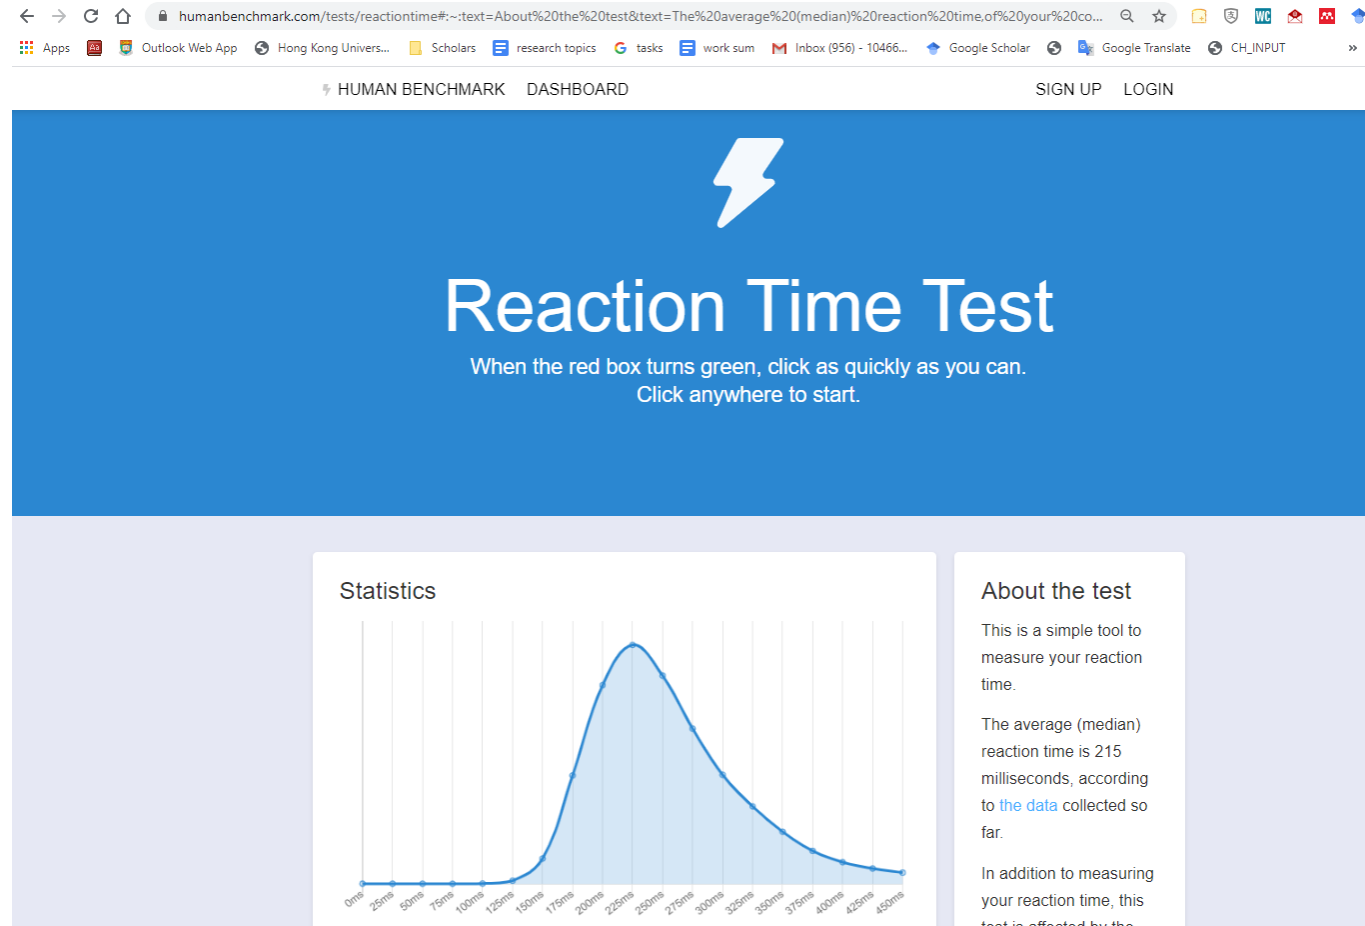 humanbenchmark.com/tests/reactiontime#:~:text=About%20the%20test&text=The%20average%20(median)%20reaction%20time,of%20your%20co...
Apps Outlook Web App Hong Kong Univers... Scholars research topics tasks work sum Inbox (956) - 10466... Google Scholar Google Translate CH_INPUT »
HUMAN BENCHMARK DASHBOARD SIGN UP LOGIN
Reaction Time Test
When the red box turns green, click as quickly as you can.
Click anywhere to start.
Statistics
0ms 25ms 50ms 75ms 100ms 125ms 150ms 175ms 200ms 225ms 250ms 275ms 300ms 325ms 350ms 375ms 400ms 425ms 450ms
About the test
This is a simple tool to
measure your reaction
time.
The average (median)
reaction time is 215
milliseconds, according
to the data collected so
far.
In addition to measuring
your reaction time, this
test is affected by the